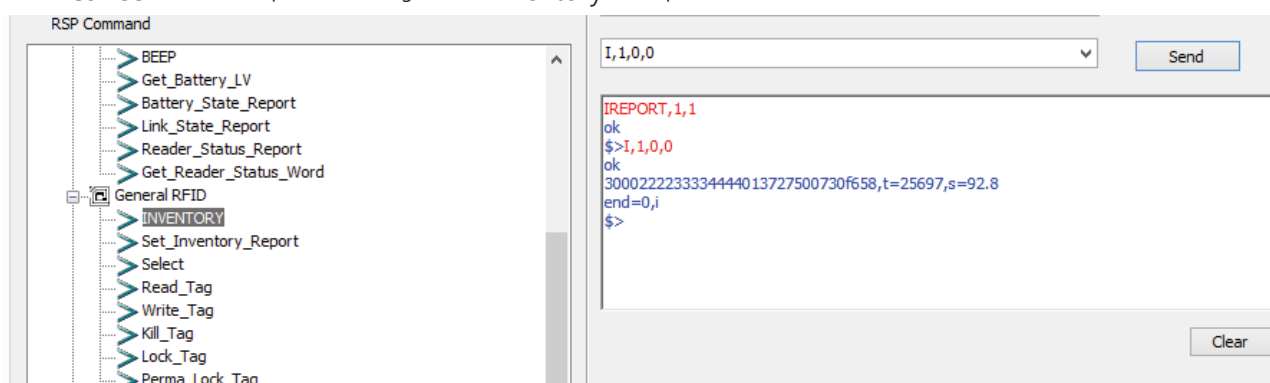 RSP Command
BEEP
Get_Battery_LV
Battery_State_Report
Link_State_Report
Reader_Status_Report
Get_Reader_Status_Word
General RFID
INVENTORY
Set_Inventory_Report
Select
Read_Tag
Write_Tag
Kill_Tag
Lock_Tag
Perma_Lock_Tag
I,1,0,0
Send
IREPORT,1,1
ok
$>I,1,0,0
ok
3000222233334444013727500730f658,t=25697,s=92.8
end=0,i
$>
Clear